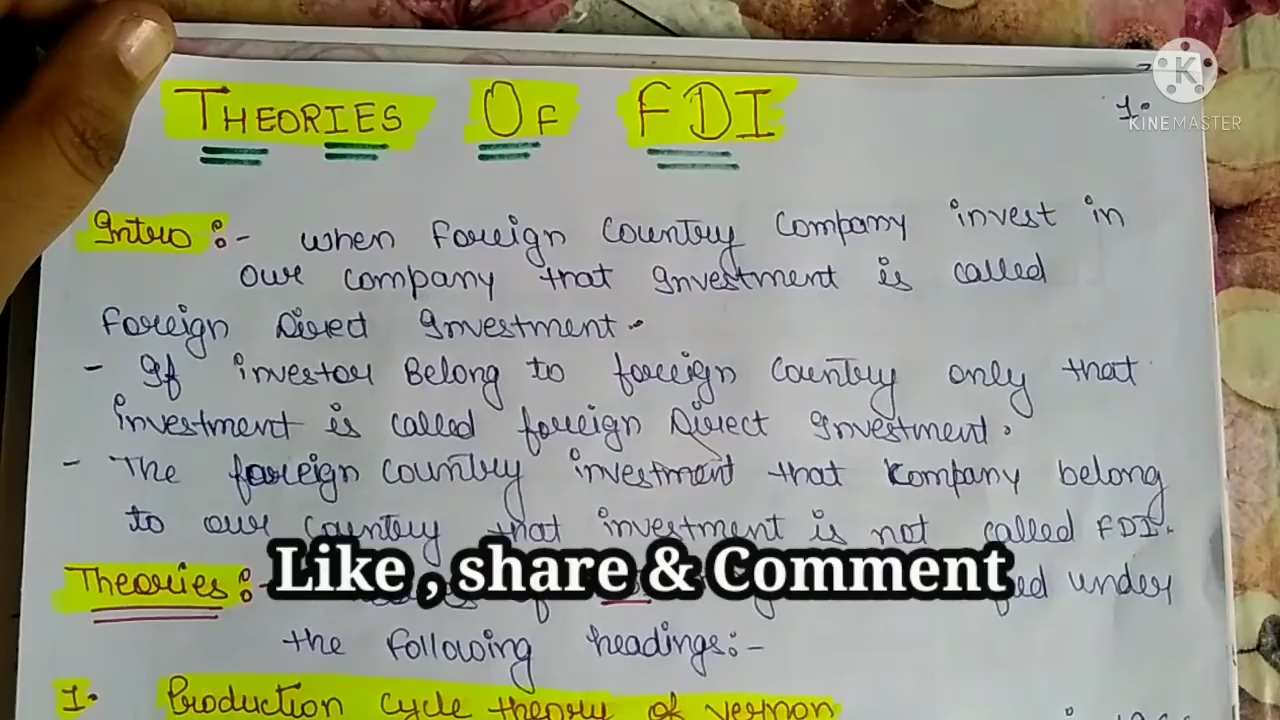 THEORIES OF FDI
1.
KINEMASTER
Intro :- when foreign country company invest in
our company that Investment is called
foreign Direct Investment.
- If investor Belong to foreign country only that
investment is called foreign Direct Investment.
- The foreign country investment that company belong
to our country that investment is not called FDI.
Like , share & Comment
Theories :- under
the following headings:-
1. Production cycle theory of vernon